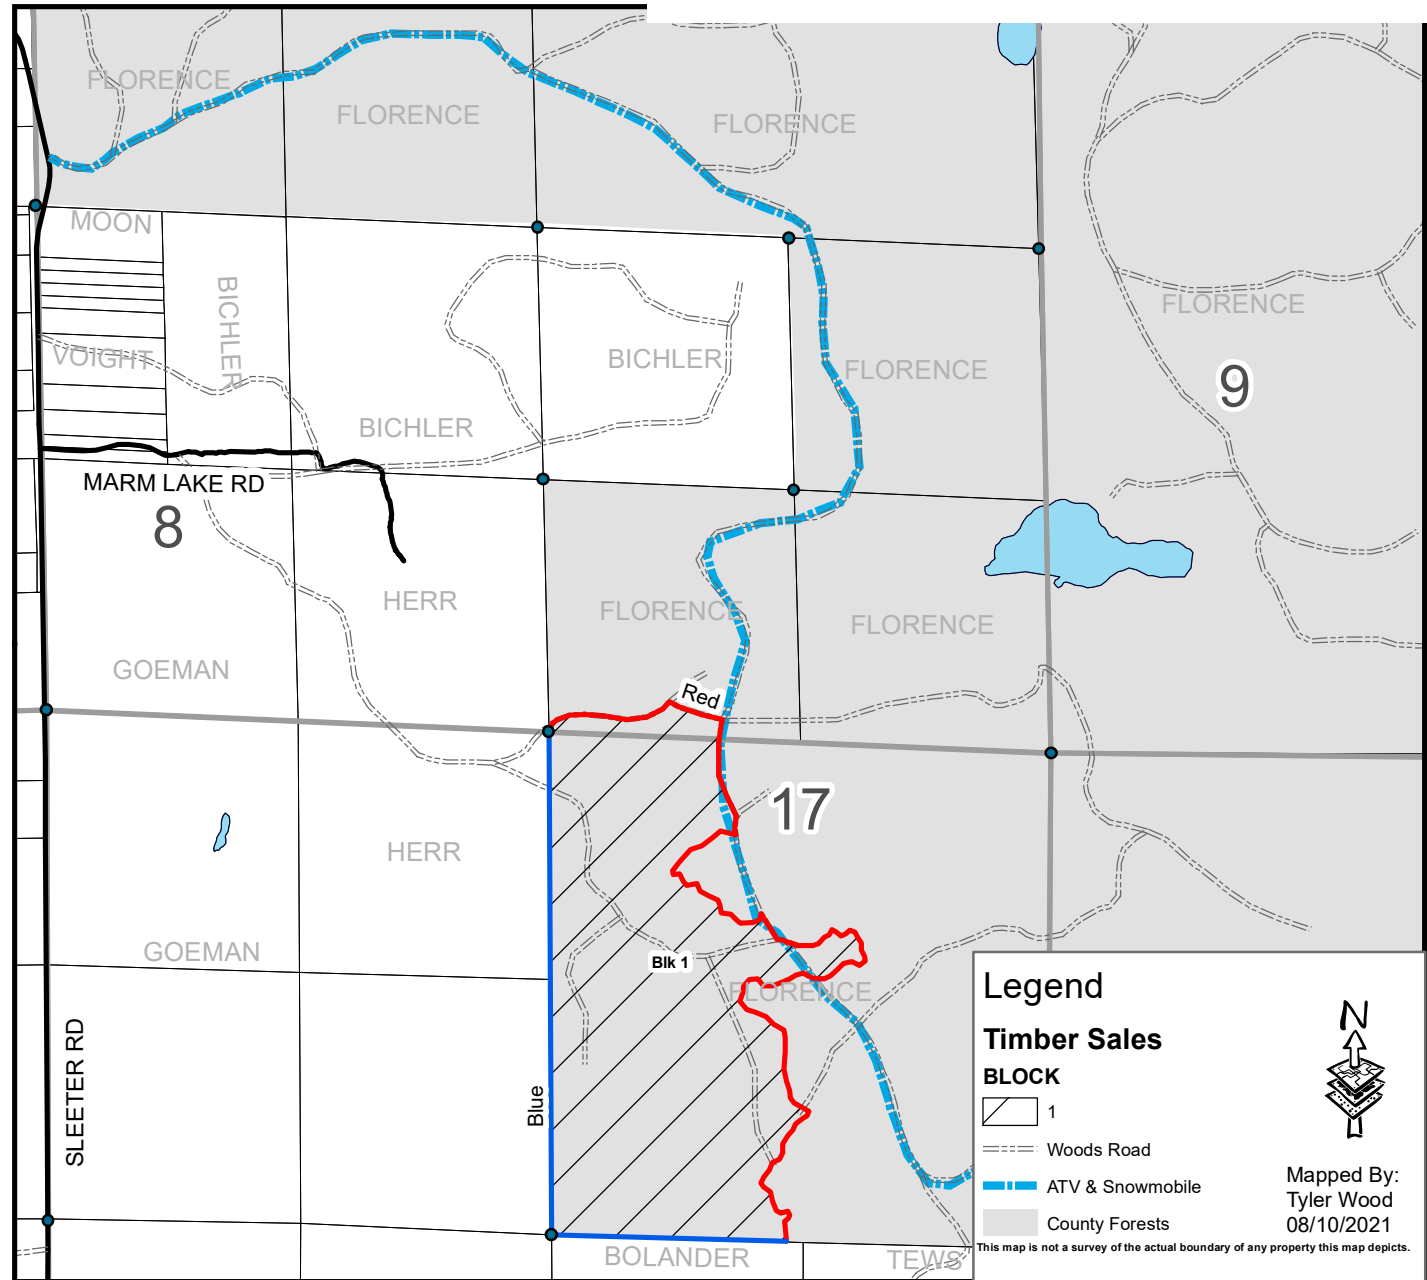 FLORENCE
FLORENCE
FLORENCE
MOON
BICHLER
FLORENCE
VOIGHT
BICHLER
FLORENCE
9
BICHLER
MARM LAKE RD
8
HERR
FLORENCE
FLORENCE
GOEMAN
Red
17
HERR
GOEMAN
Blk 1
FLORENCE
SLEETER RD
Blue
BOLANDER
TEWS
Legend
Timber Sales
BLOCK
1
Woods Road
ATV & Snowmobile
County Forests
N
Mapped By:
Tyler Wood
08/10/2021
This map is not a survey of the actual boundary of any property this map depicts.